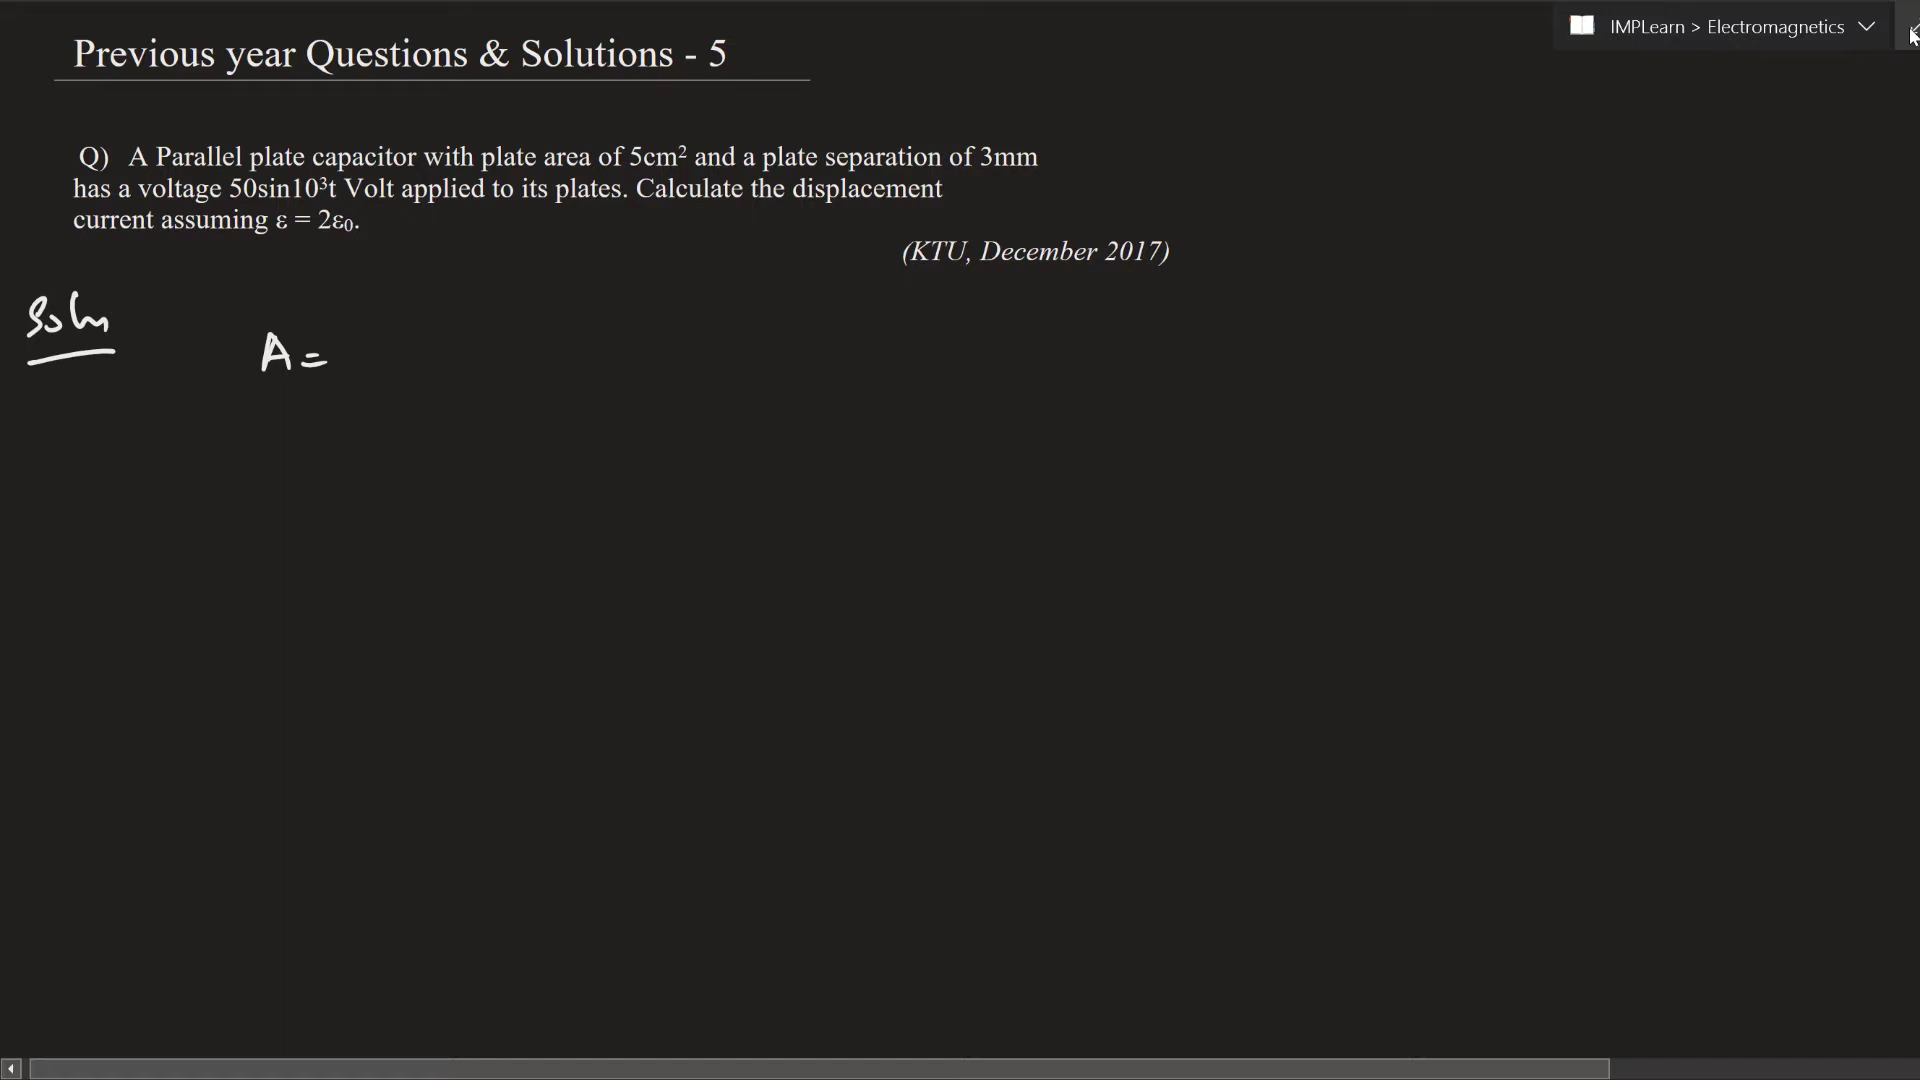 IMPLearn > Electromagnetics
Previous year Questions & Solutions - 5
Q) A Parallel plate capacitor with plate area of 5cm² and a plate separation of 3mm
has a voltage 50sin10³t Volt applied to its plates. Calculate the displacement
current assuming ε = 2ε₀.
(KTU, December 2017)
Soln
A =